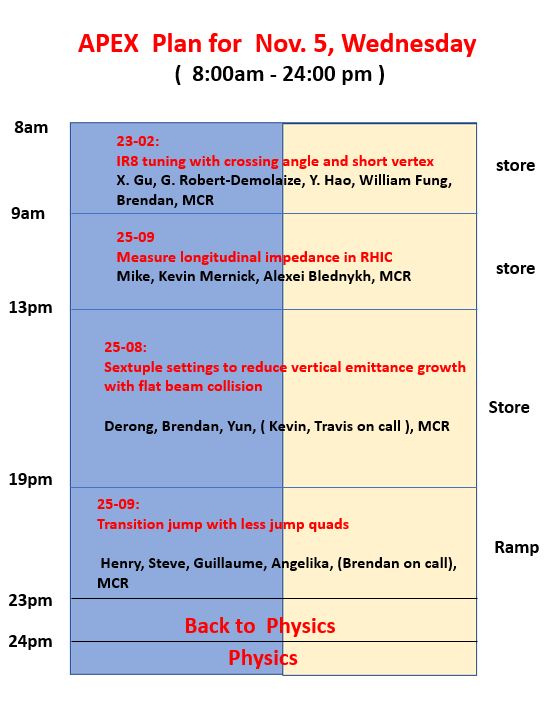 APEX  Plan for  Nov. 5, Wednesday
(  8:00am - 24:00 pm )
8am
23-02:
IR8 tuning with crossing angle and short vertex
X. Gu, G. Robert-Demolaize, Y. Hao, William Fung,
Brendan, MCR
store
9am
25-09
Measure longitudinal impedance in RHIC
Mike, Kevin Mernick, Alexei Blednykh, MCR
store
13pm
25-08:
Sextuple settings to reduce vertical emittance growth
with flat beam collision
Derong, Brendan, Yun, ( Kevin, Travis on call ), MCR
Store
19pm
25-09:
Transition jump with less jump quads
Henry, Steve, Guillaume, Angelika, (Brendan on call),
MCR
Ramp
23pm
Back to  Physics
24pm
Physics